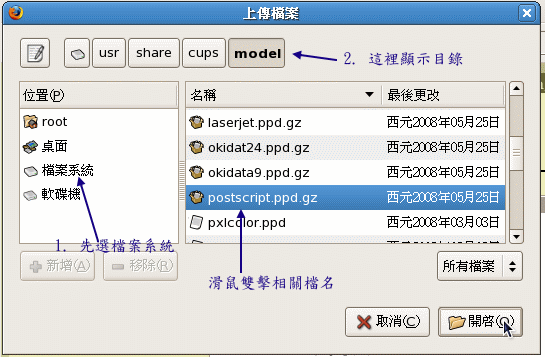 上傳檔案
usr share cups model
2. 這裡顯示目錄
位置(P)
名稱 最後更改
root
桌面
檔案系統
軟碟機
laserjet.ppd.gz 西元2008年05月25日
okidat24.ppd.gz 西元2008年05月25日
okidata9.ppd.gz 西元2008年05月25日
postscript.ppd.gz 西元2008年05月25日
pxlcolor.ppd 西元2008年03月03日
1. 先選檔案系統
新增(A) 移除(R)
滑鼠雙擊相關檔名
所有檔案
取消(C) 開啓(O)